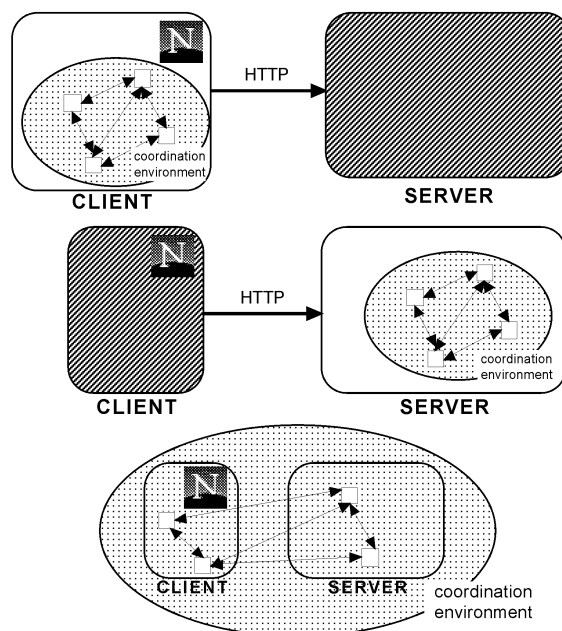 N
HTTP
coordination
environment
CLIENT
SERVER
N
HTTP
coordination
environment
CLIENT
SERVER
N
CLIENT
SERVER
coordination
environment